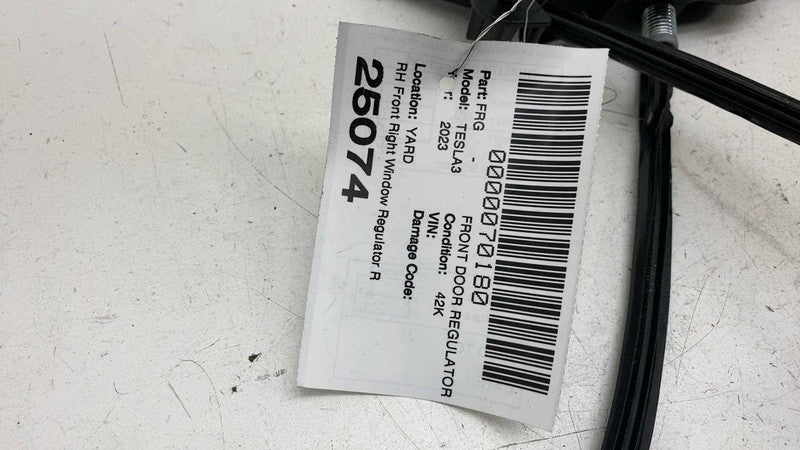 0000070180
Part: FRG - FRONT DOOR REGULATOR
Model: TESLA3 Condition: 42K
Year: 2023 VIN:
Location: YARD Damage Code:
RH Front Right Window Regulator R
25074